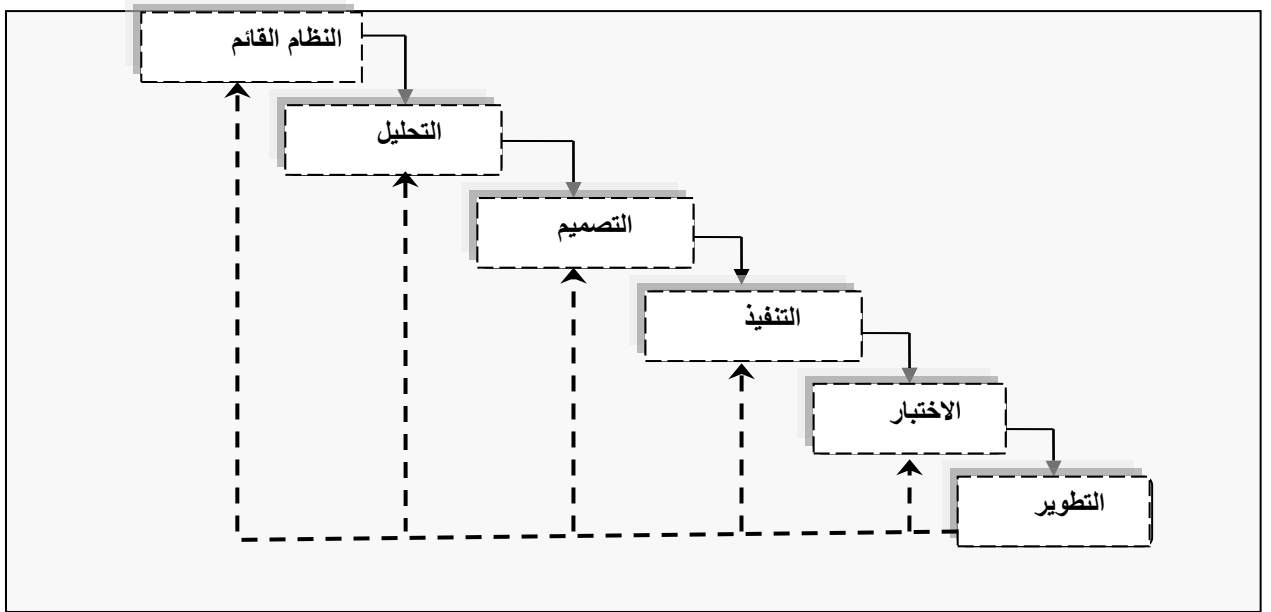 النظام القائم
التحليل
التصميم
التنفيذ
الاختبار
التطوير